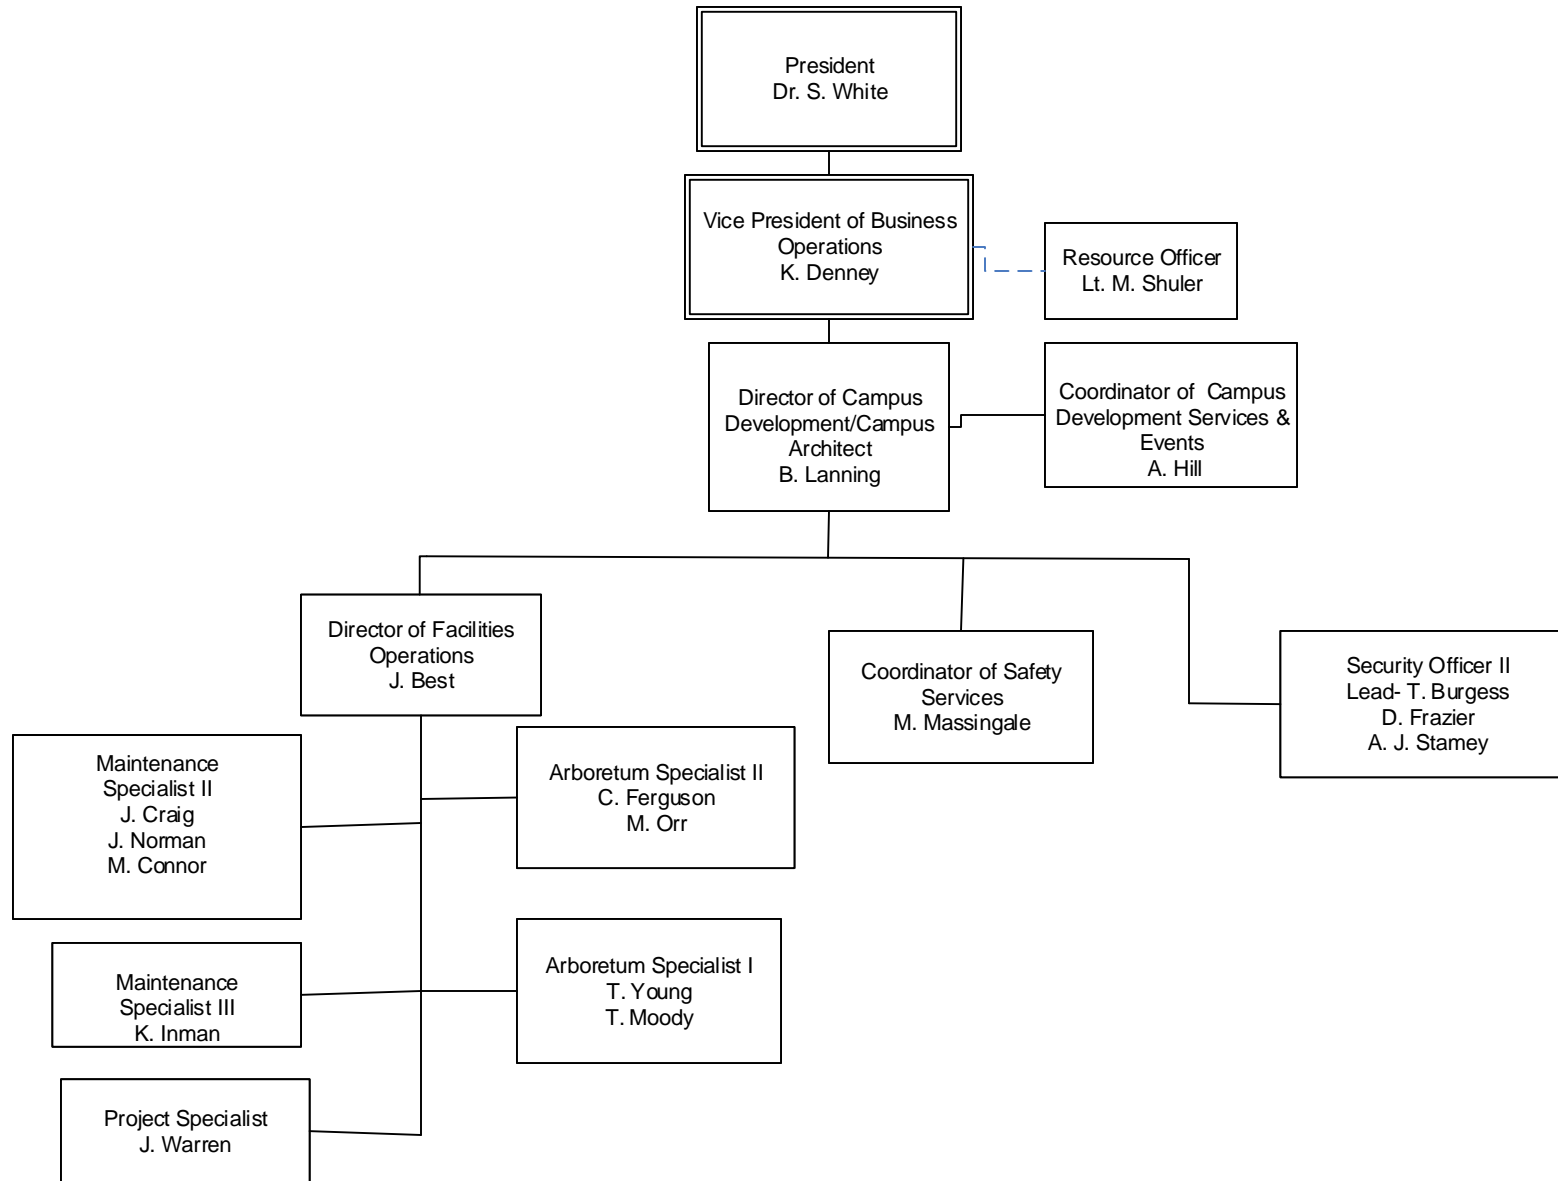 President
Dr. S. White
Vice President of Business
Operations
K. Denney
Resource Officer
Lt. M. Shuler
Director of Campus
Development/Campus
Architect
B. Lanning
Coordinator of Campus
Development Services &
Events
A. Hill
Director of Facilities
Operations
J. Best
Coordinator of Safety
Services
M. Massingale
Security Officer II
Lead- T. Burgess
D. Frazier
A. J. Stamey
Maintenance
Specialist II
J. Craig
J. Norman
M. Connor
Arboretum Specialist II
C. Ferguson
M. Orr
Maintenance
Specialist III
K. Inman
Arboretum Specialist I
T. Young
T. Moody
Project Specialist
J. Warren